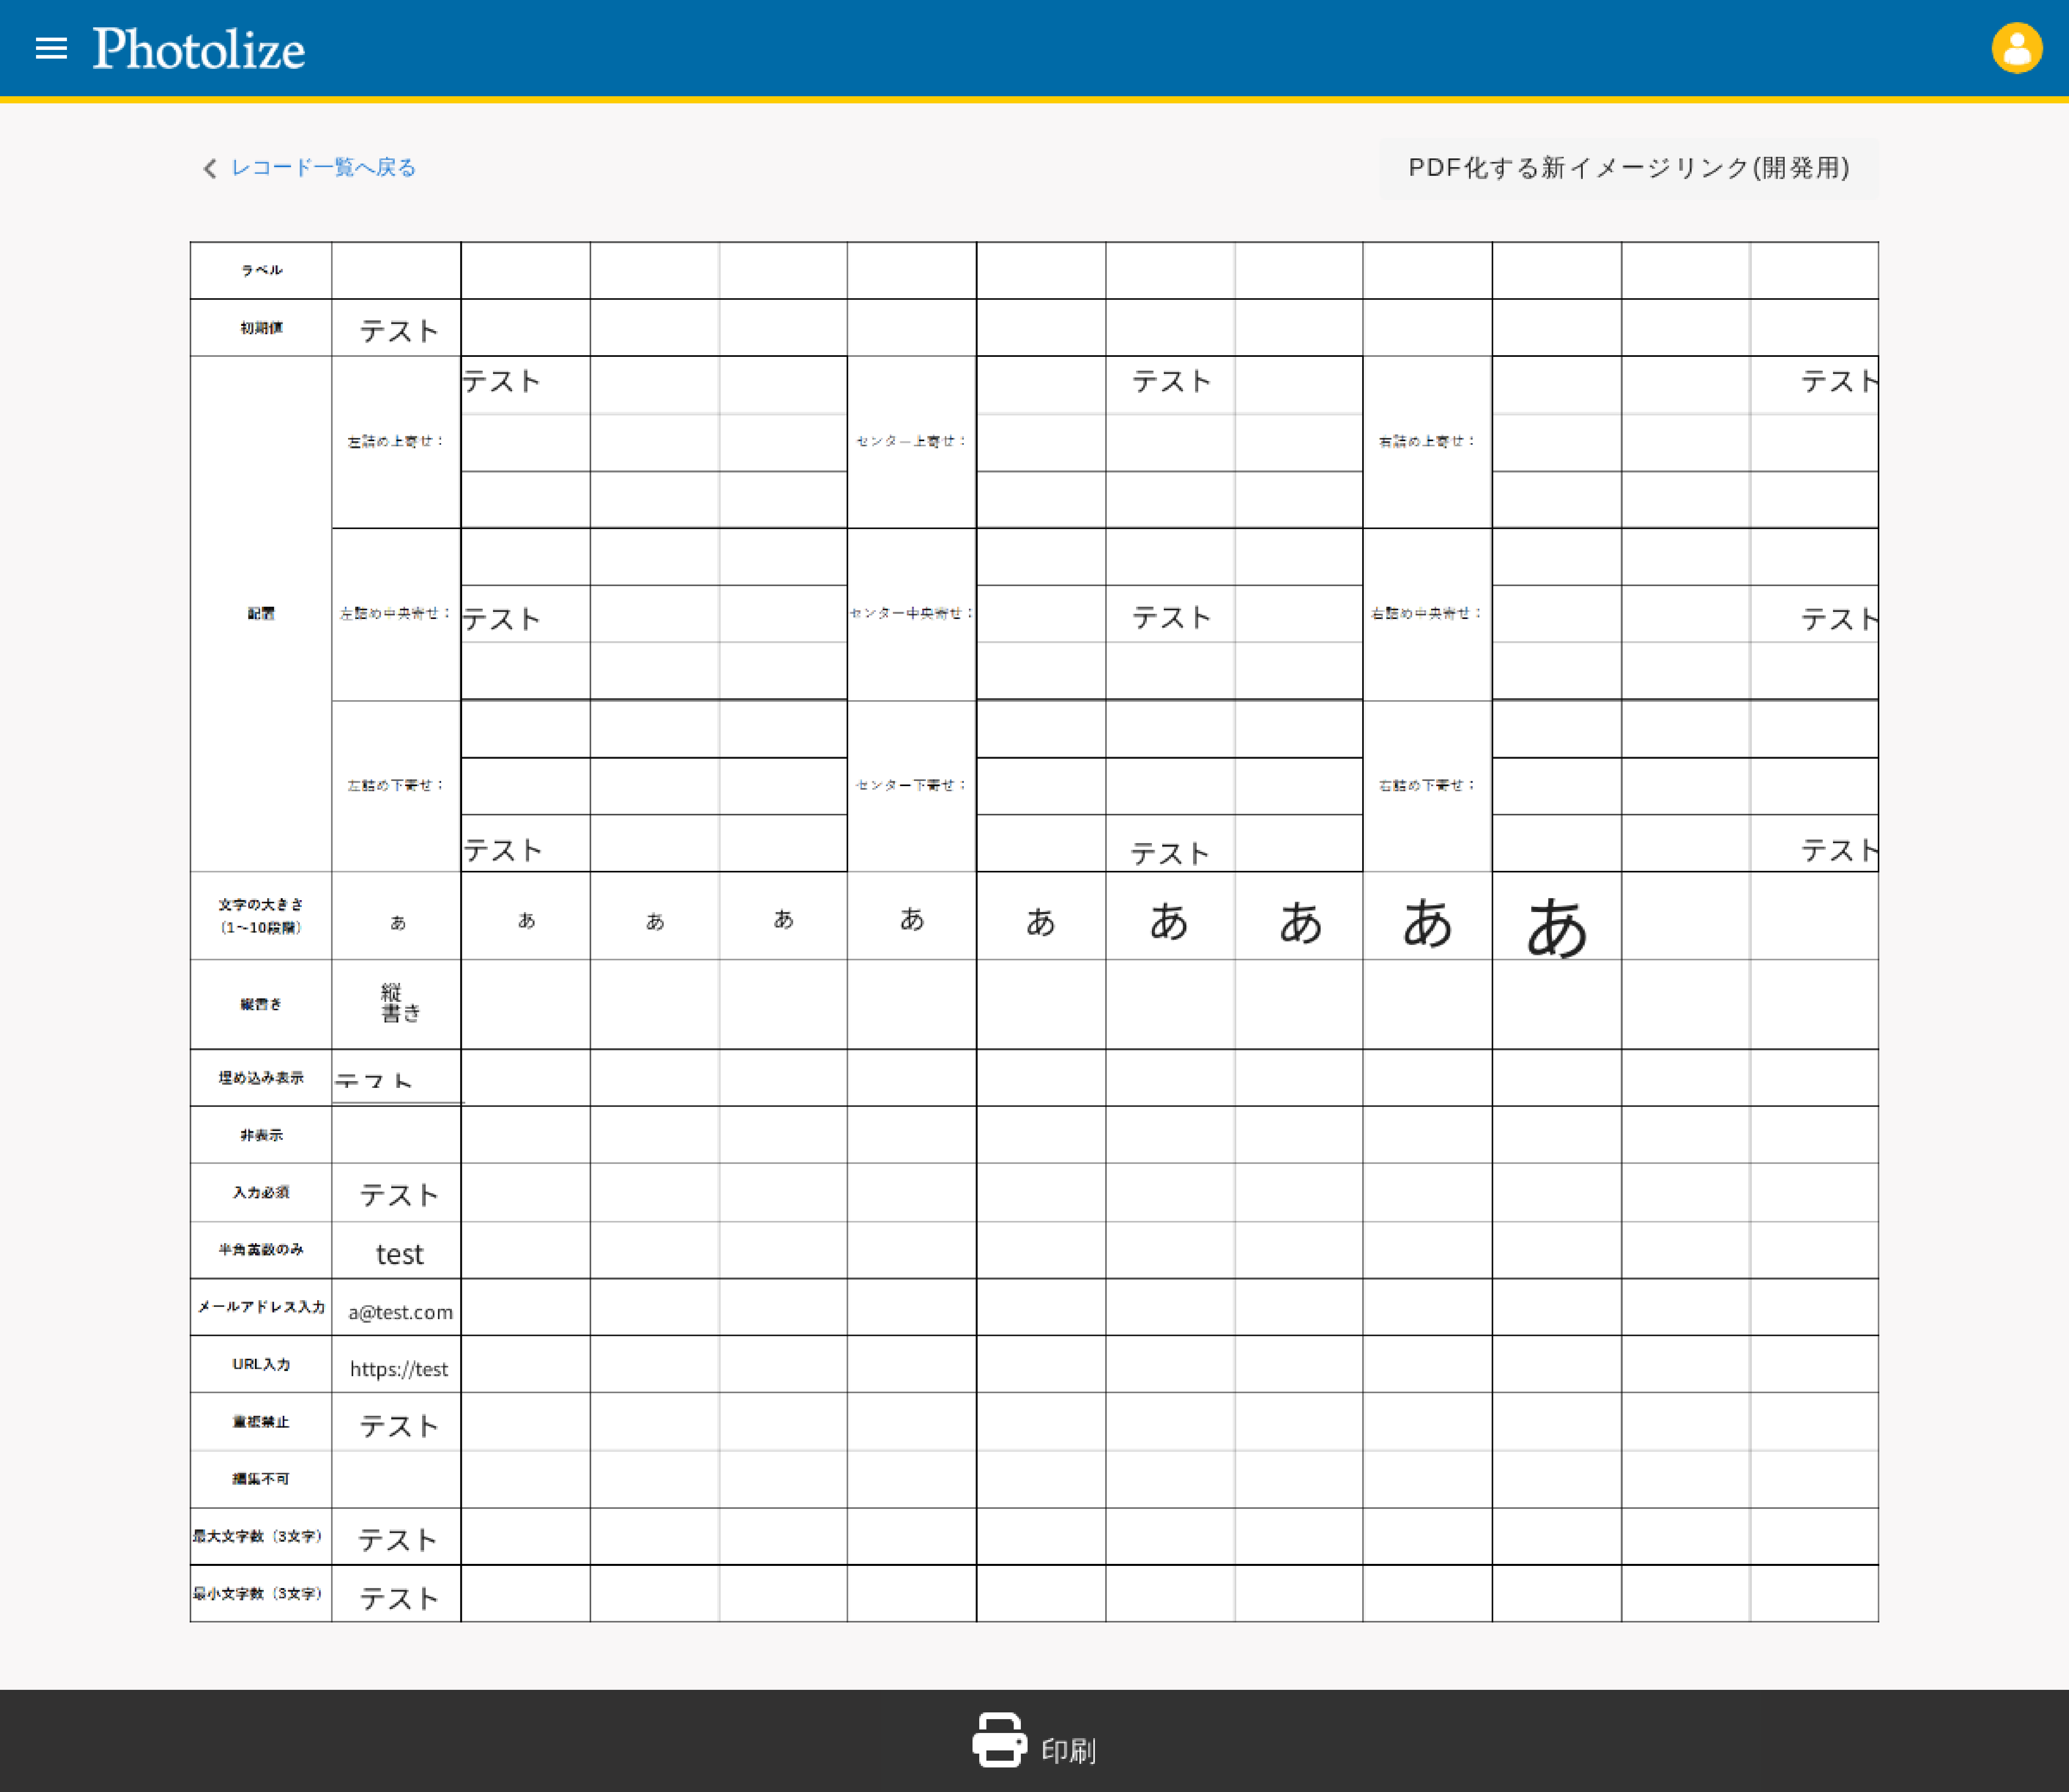 Photolize
レコード一覧へ戻る
PDF化する新イメージリンク(開発用)
ラベル
初期値 テスト
テスト テスト テスト
左詰め上寄せ： センター上寄せ： 右詰め上寄せ：
配置 左詰め中央寄せ： テスト センター中央寄せ： テスト 右詰め中央寄せ： テスト
左詰め下寄せ： センター下寄せ： 右詰め下寄せ：
テスト テスト テスト
文字の大きさ
（1〜10段階） あ あ あ あ あ あ あ あ あ あ
縦書き 縦
書き
埋め込み表示 テスト
非表示
入力必須 テスト
半角英数のみ test
メールアドレス入力 a@test.com
URL入力 https://test
重複禁止 テスト
編集不可
最大文字数（3文字） テスト
最小文字数（3文字） テスト
印刷